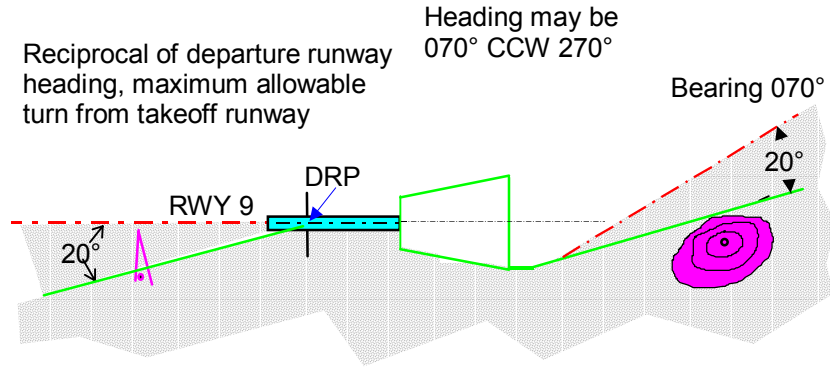 Heading may be
070° CCW 270°
Reciprocal of departure runway
heading, maximum allowable
turn from takeoff runway
Bearing 070°
20°
DRP
RWY 9
20°